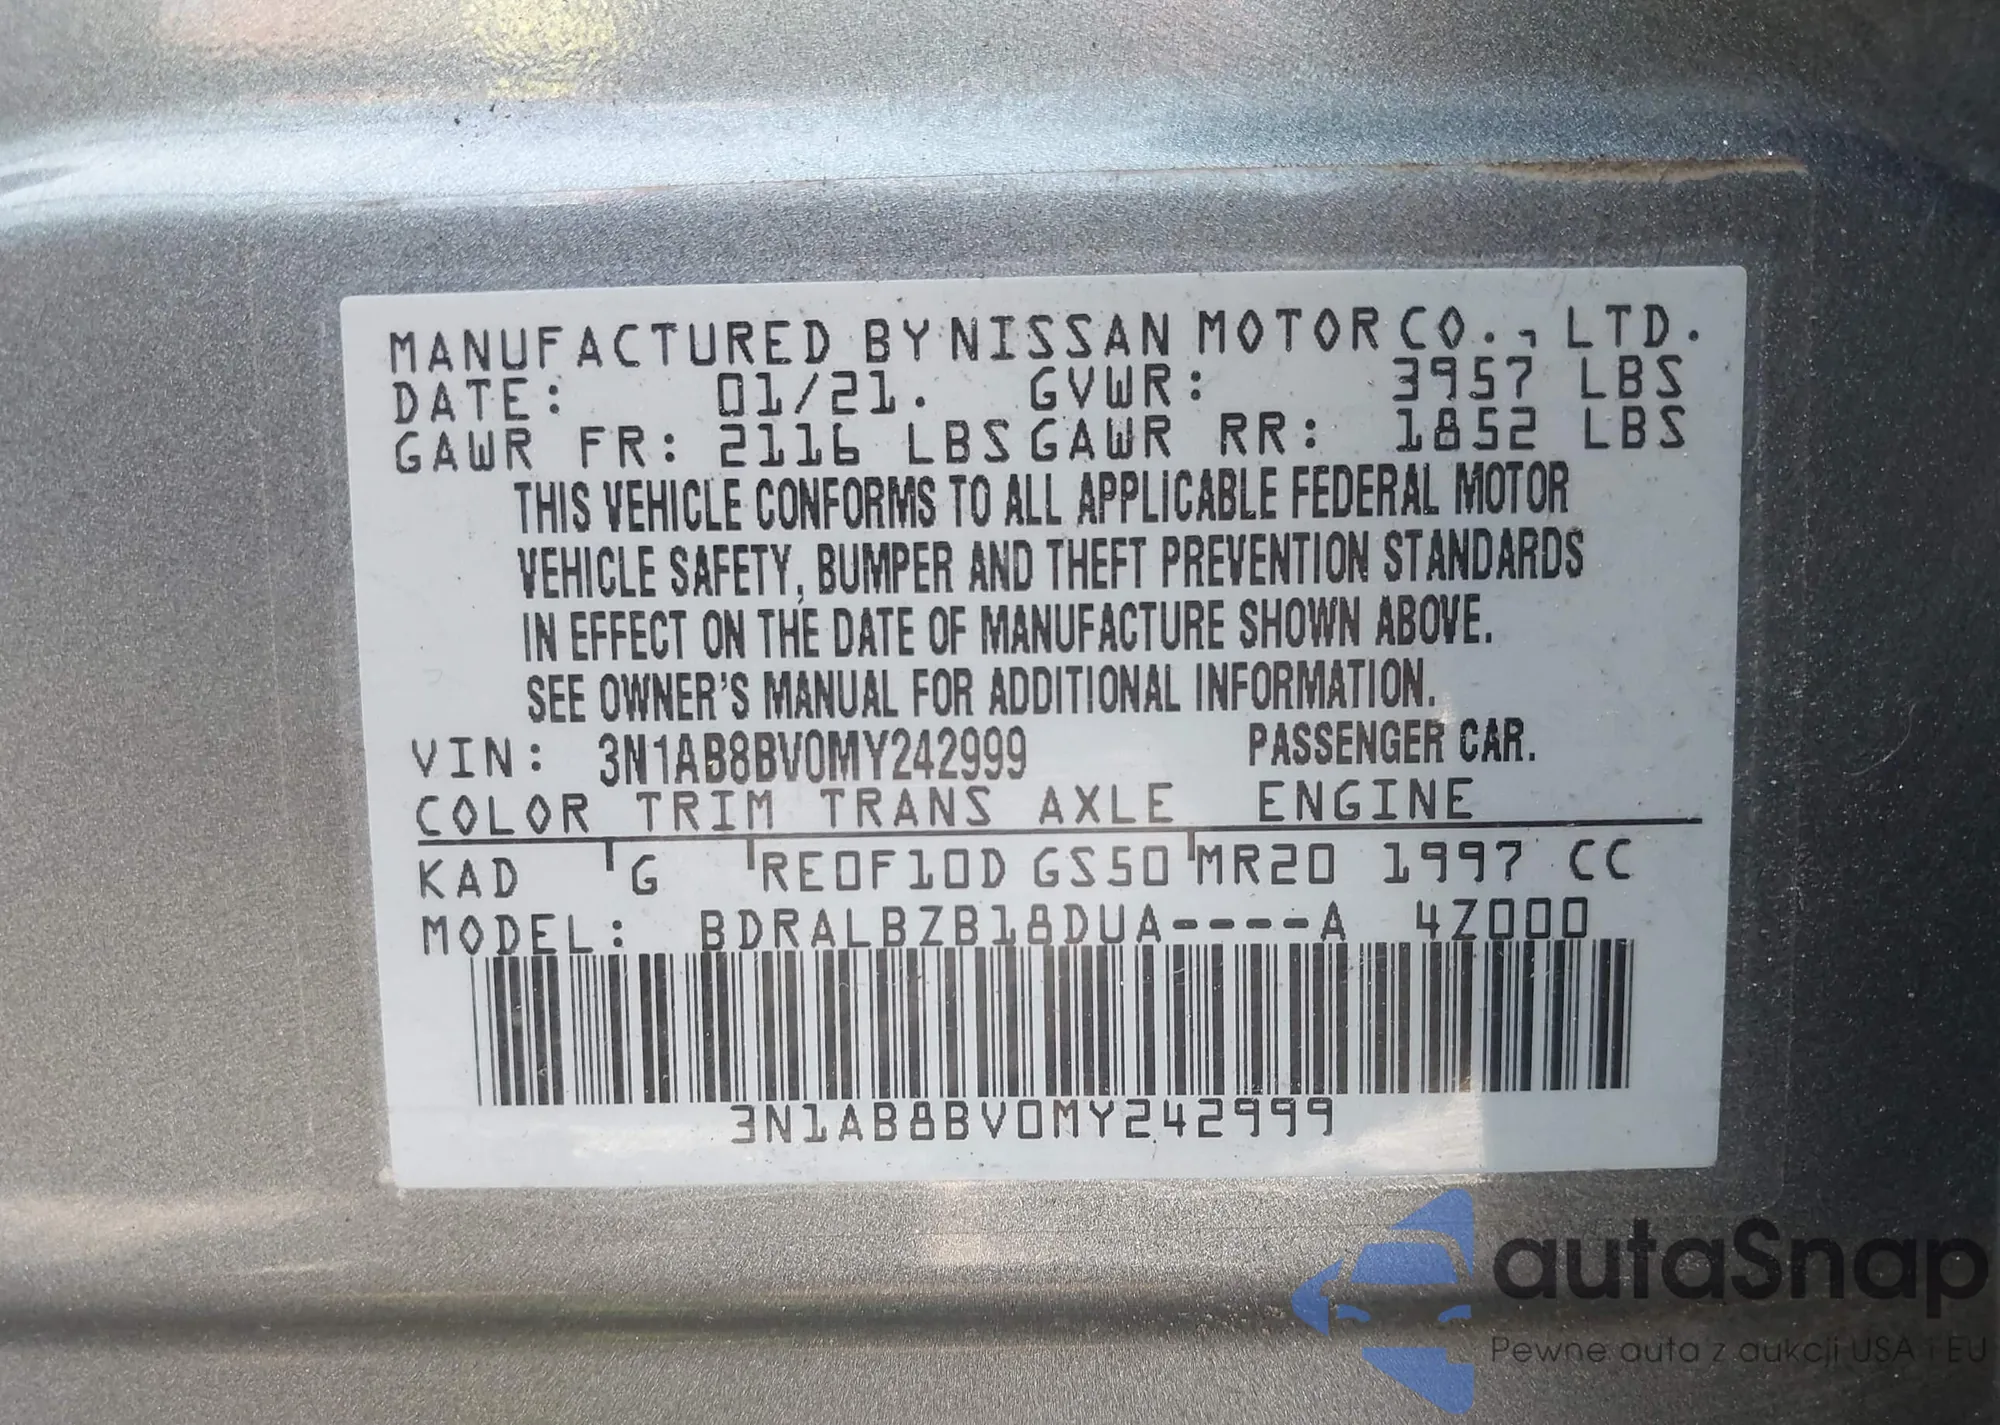 MANUFACTURED BY NISSAN MOTOR CO., LTD.
DATE: 01/21. GVWR: 3957 LBS
GAWR FR: 2116 LBS GAWR RR: 1852 LBS
THIS VEHICLE CONFORMS TO ALL APPLICABLE FEDERAL MOTOR
VEHICLE SAFETY, BUMPER AND THEFT PREVENTION STANDARDS
IN EFFECT ON THE DATE OF MANUFACTURE SHOWN ABOVE.
SEE OWNER'S MANUAL FOR ADDITIONAL INFORMATION.
VIN: 3N1AB8BV0MY242999 PASSENGER CAR.
COLOR TRIM TRANS AXLE ENGINE
KAD G RE0F10D GS50 MR20 1997 CC
MODEL: BDRALBZB18DUA----A 4Z000
3N1AB8BV0MY242999
autaSnap
Pewne auta z aukcji USA i EU